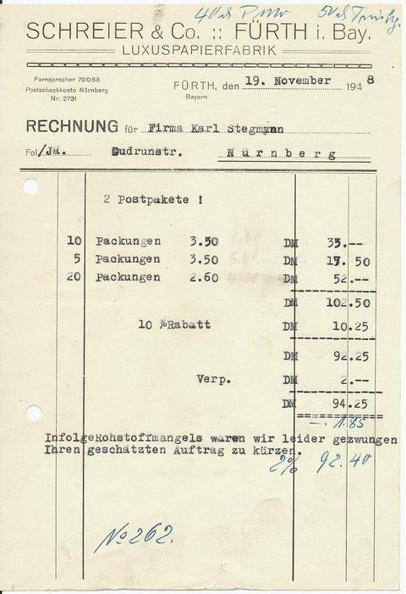 SCHREIER & Co. :: FÜRTH i. Bay.
LUXUSPAPIERFABRIK
Fernsprecher 70088
Postscheckkonto Nürnberg
Nr. 2731
FÜRTH, den 19. November 1948
Bayern
RECHNUNG für Firma Karl Stegmann
Fol/Ja. Gudrunstr. Nürnberg
2 Postpakete !
10 Packungen 3.50 DM 35.--
5 Packungen 3.50 DM 17.50
20 Packungen 2.60 DM 52.--
DM 102.50
10 % Rabatt DM 10.25
DM 92.25
Verp. DM 2.--
DM 94.25
-. 1.85
InfolgeRohstoffmangels waren wir leider gezwungen
Ihren geschätzten Auftrag zu kürzen.
2% 92.40
No 262.